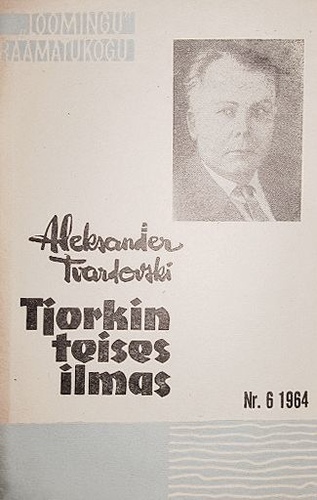 „LOOMINGU”
RAAMATUKOGU
Aleksander
Tvardovski
Tjorkin
teises
ilmas
Nr. 6 1964